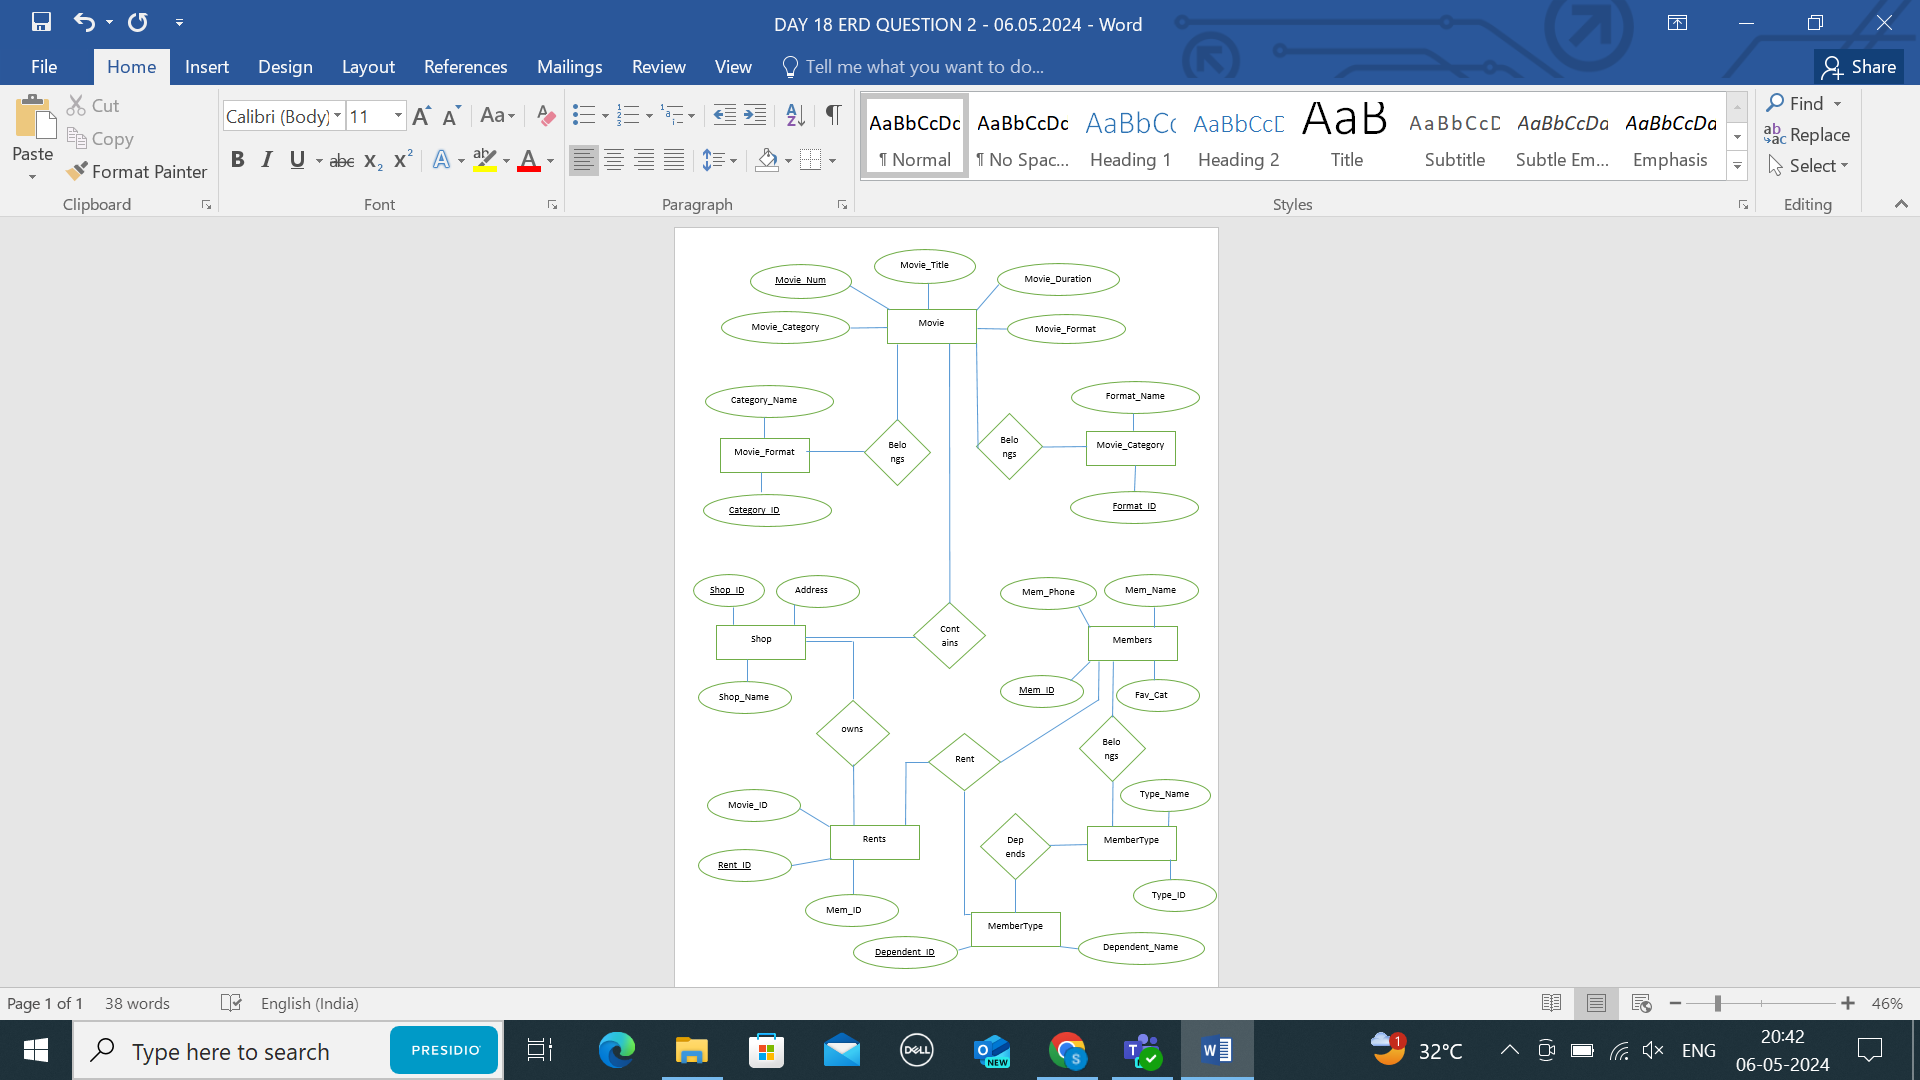 DAY 18 ERD QUESTION 2 - 06.05.2024 - Word
File Home Insert Design Layout References Mailings Review View Tell me what you want to do... Share
Paste
Cut
Copy
Format Painter
Clipboard
Calibri (Body) 11
Font
Paragraph
AaBbCcDc AaBbCcDc AaBbCc AaBbCcD AaB AaBbCcD AaBbCcDa AaBbCcDa
¶ Normal ¶ No Spac... Heading 1 Heading 2 Title Subtitle Subtle Em... Emphasis
Styles
Find
Replace
Select
Editing
Movie_Title
Movie_Num
Movie_Duration
Movie
Movie_Category
Movie_Format
Category_Name
Format_Name
Movie_Format
Belo
ngs
Belo
ngs
Movie_Category
Category_ID
Format_ID
Shop_ID
Address
Mem_Phone
Mem_Name
Shop
Cont
ains
Members
Shop_Name
Mem_ID
Fav_Cat
owns
Rent
Belo
ngs
Movie_ID
Type_Name
Rents
Dep
ends
MemberType
Rent_ID
Type_ID
Mem_ID
MemberType
Dependent_ID
Dependent_Name
Page 1 of 1 38 words English (India) 46%
Type here to search PRESIDIO
DELL
NEW
S
1 32°C ENG
20:42
06-05-2024